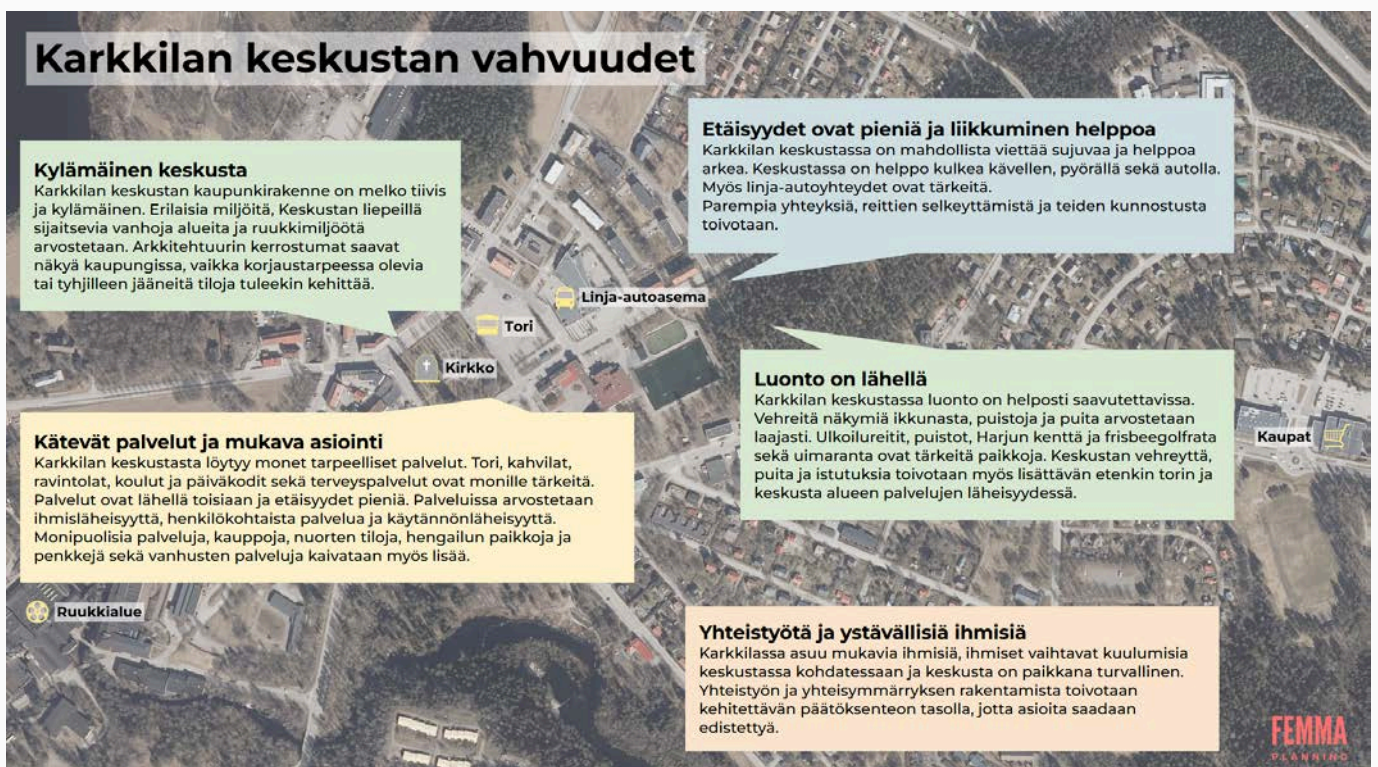 Karkkilan keskustan vahvuudet
Kylämäinen keskusta
Karkkilan keskustan kaupunkirakenne on melko tiivis
ja kylämäinen. Erilaisia miljöitä, Keskustan liepeillä
sijaitsevia vanhoja alueita ja ruukkimiljöötä
arvostetaan. Arkkitehtuurin kerrostumat saavat
näkyä kaupungissa, vaikka korjaustarpeessa olevia
tai tyhjilleen jääneitä tiloja tuleekin kehittää.
Etäisyydet ovat pieniä ja liikkuminen helppoa
Karkkilan keskustassa on mahdollista viettää sujuvaa ja helppoa
arkea. Keskustassa on helppo kulkea kävellen, pyörällä sekä autolla.
Myös linja-autoyhteydet ovat tärkeitä.
Parempia yhteyksiä, reittien selkeyttämistä ja teiden kunnostusta
toivotaan.
Linja-autoasema
Tori
Kirkko
Luonto on lähellä
Karkkilan keskustassa luonto on helposti saavutettavissa.
Vehreitä näkymiä ikkunasta, puistoja ja puita arvostetaan
laajasti. Ulkoilureitit, puistot, Harjun kenttä ja frisbeegolfrata
sekä uimaranta ovat tärkeitä paikkoja. Keskustan vehreyttä,
puita ja istutuksia toivotaan myös lisättävän etenkin torin ja
keskusta alueen palvelujen läheisyydessä.
Kaupat
Kätevät palvelut ja mukava asiointi
Karkkilan keskustasta löytyy monet tarpeelliset palvelut. Tori, kahvilat,
ravintolat, koulut ja päiväkodit sekä terveyspalvelut ovat monille tärkeitä.
Palvelut ovat lähellä toisiaan ja etäisyydet pieniä. Palveluissa arvostetaan
ihmisläheisyyttä, henkilökohtaista palvelua ja käytännönläheisyyttä.
Monipuolisia palveluja, kauppoja, nuorten tiloja, hengailun paikkoja ja
penkkejä sekä vanhusten palveluja kaivataan myös lisää.
Ruukkialue
Yhteistyötä ja ystävällisiä ihmisiä
Karkkilassa asuu mukavia ihmisiä, ihmiset vaihtavat kuulumisia
keskustassa kohdatessaan ja keskusta on paikkana turvallinen.
Yhteistyön ja yhteisymmärryksen rakentamista toivotaan
kehitettävän päätöksenteon tasolla, jotta asioita saadaan
edistettyä.
FEMMA
PLANNING